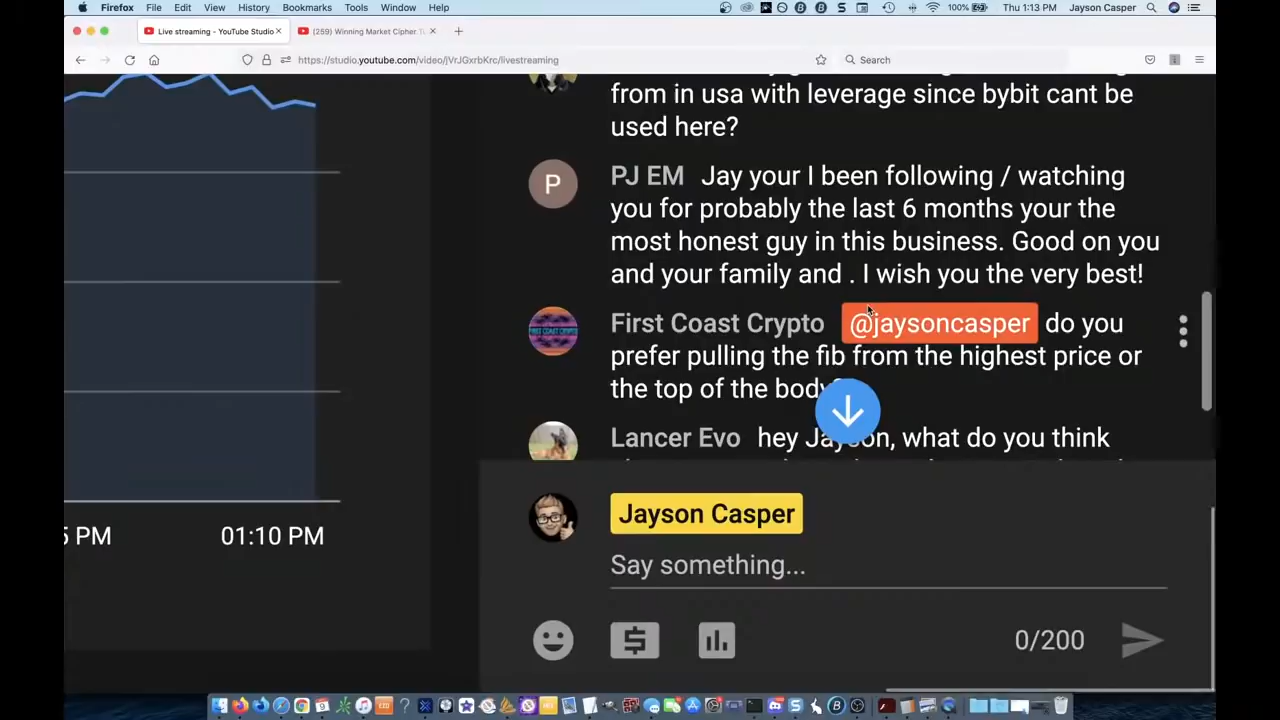 Firefox File Edit View History Bookmarks Tools Window Help 100% Thu 1:13 PM Jayson Casper
Live streaming - YouTube Studio
(259) Winning Market Cipher
https://studio.youtube.com/video/jVrJGxrbKrc/livestreaming
Search
from in usa with leverage since bybit cant be
used here?
P
PJ EM Jay your I been following / watching
you for probably the last 6 months your the
most honest guy in this business. Good on you
and your family and . I wish you the very best!
First Coast Crypto @jaysoncasper do you
prefer pulling the fib from the highest price or
the top of the body
Lancer Evo hey Jayson, what do you think
Jayson Casper
Say something...
0/200
PM
01:10 PM